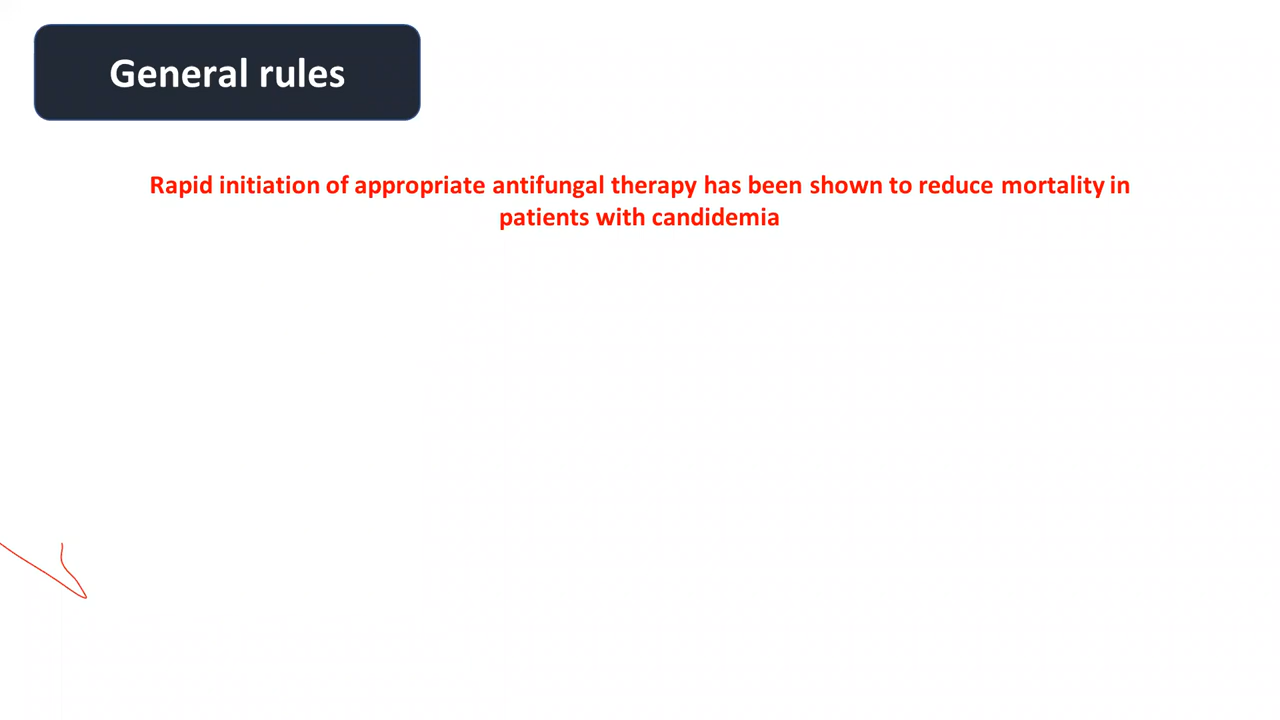 General rules
Rapid initiation of appropriate antifungal therapy has been shown to reduce mortality in
patients with candidemia